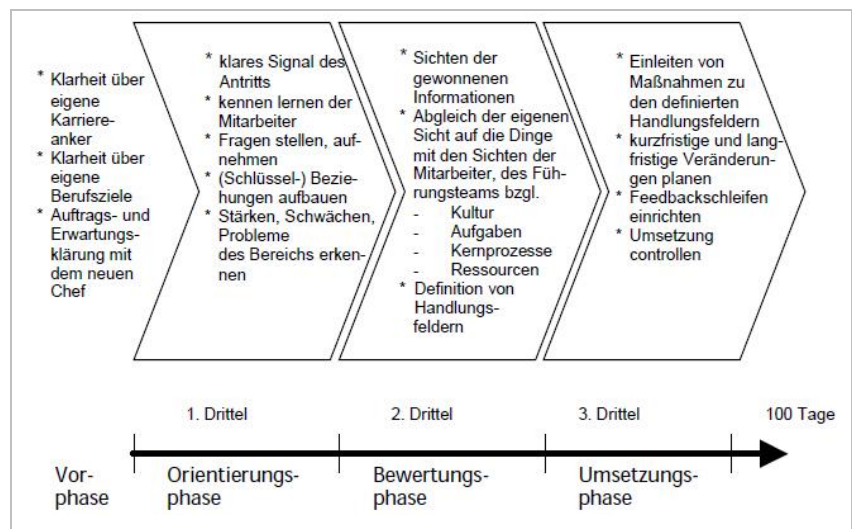 * Klarheit über
eigene
Karriere-
anker
* Klarheit über
eigene
Berufsziele
* Auftrags- und
Erwartungs-
klärung mit
dem neuen
Chef
* klares Signal des
Antritts
* kennen lernen der
Mitarbeiter
* Fragen stellen, auf-
nehmen
* (Schlüssel-) Bezie-
hungen aufbauen
* Stärken, Schwächen,
Probleme
des Bereichs erken-
nen
* Sichten der
gewonnenen
Informationen
* Abgleich der eigenen
Sicht auf die Dinge
mit den Sichten der
Mitarbeiter, des Füh-
rungsteams bzgl.
- Kultur
- Aufgaben
- Kernprozesse
- Ressourcen
* Definition von
Handlungs-
feldern
* Einleiten von
Maßnahmen zu
den definierten
Handlungsfeldern
* kurzfristige und lang-
fristige Veränderun-
gen planen
* Feedbackschleifen
einrichten
* Umsetzung
controllen
1. Drittel
2. Drittel
3. Drittel
100 Tage
Vor-
phase
Orientierungs-
phase
Bewertungs-
phase
Umsetzungs-
phase